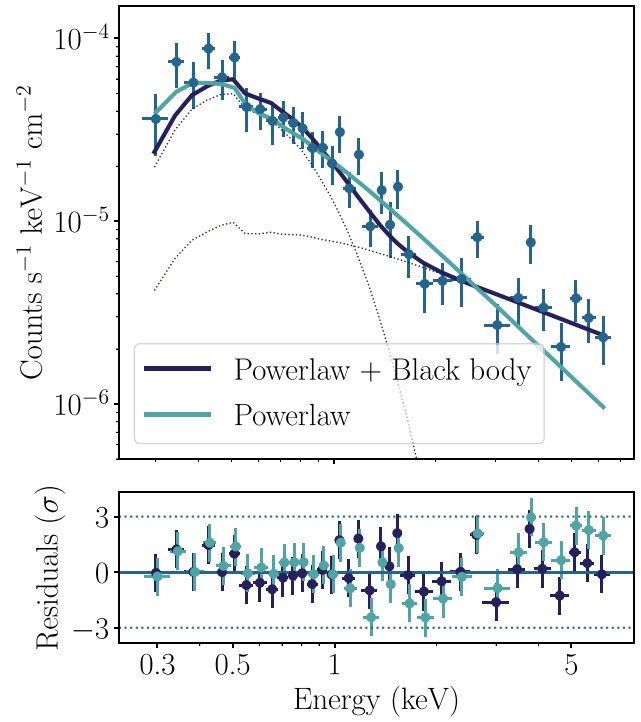 10⁻⁴
10⁻⁵
10⁻⁶
Counts s⁻¹ keV⁻¹ cm⁻²
Powerlaw + Black body
Powerlaw
3
0
−3
Residuals (σ)
0.3
0.5
1
5
Energy (keV)